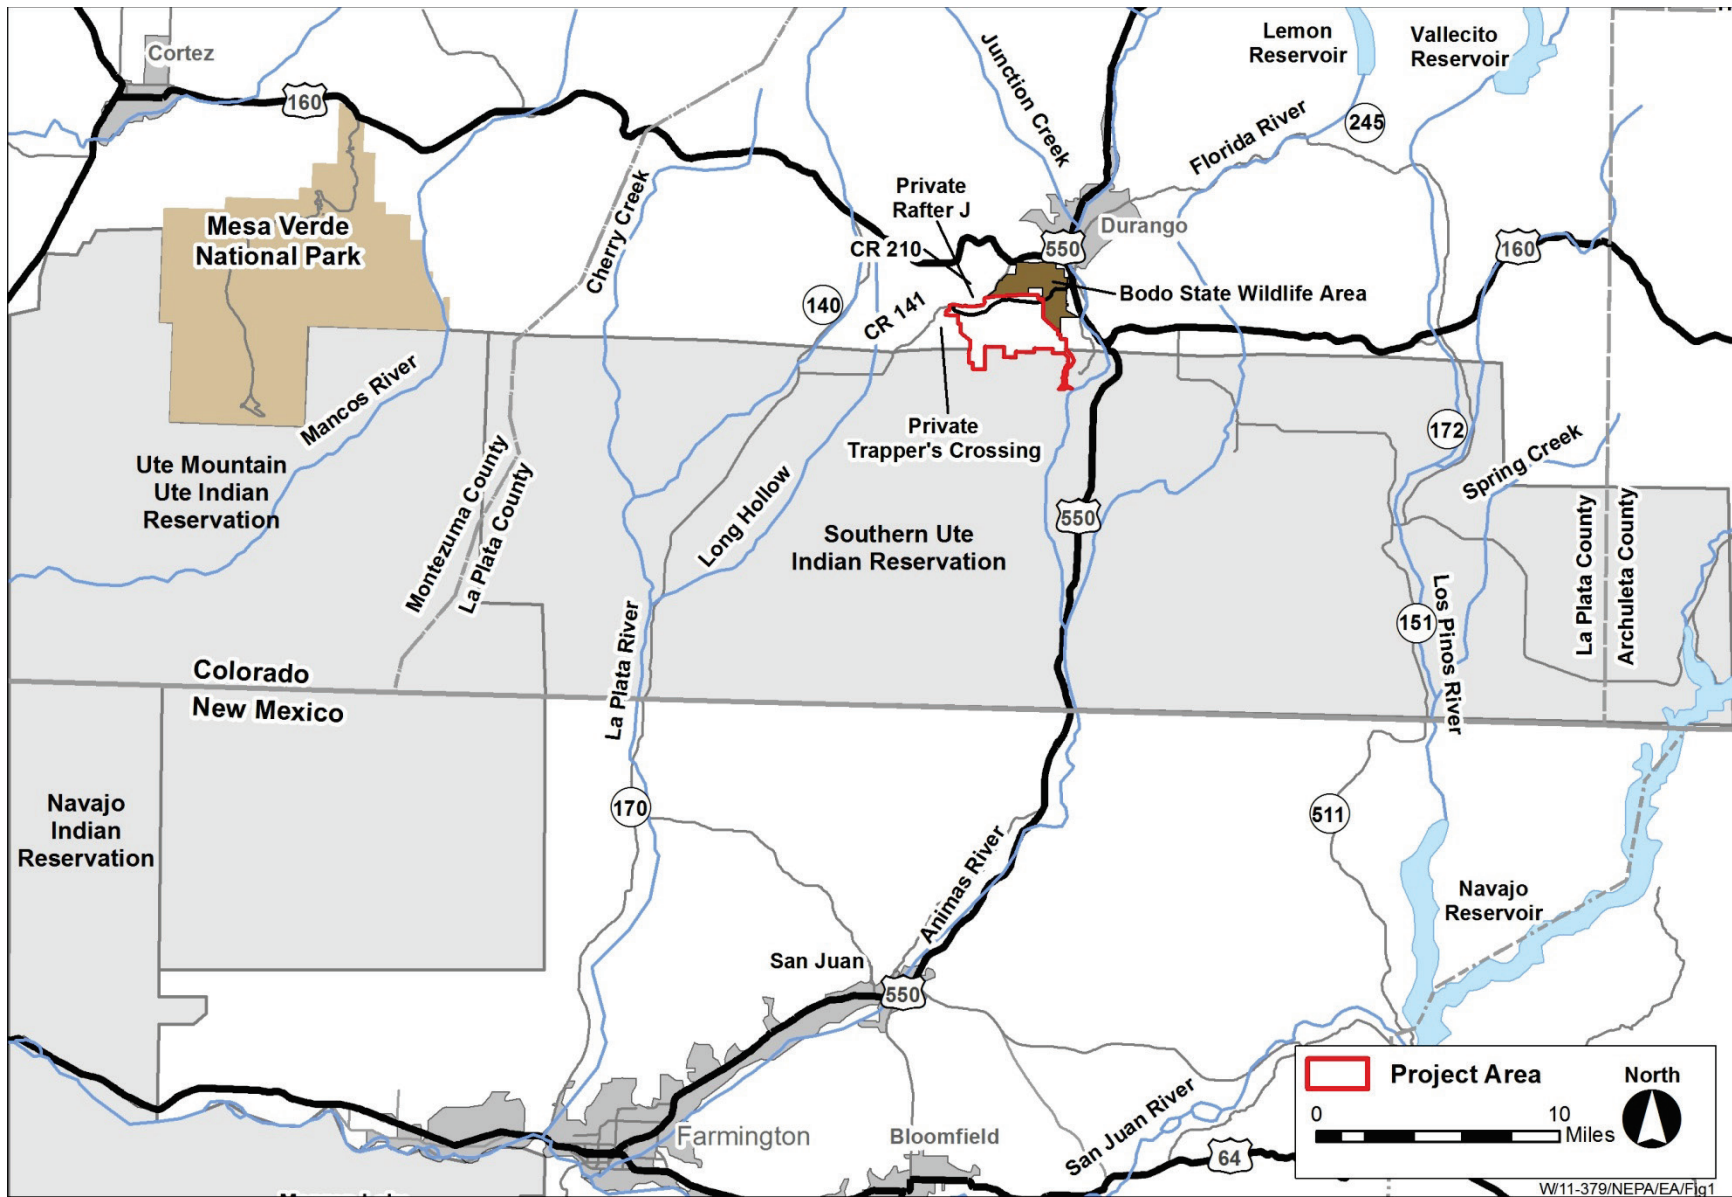 Cortez
160
Mesa Verde
National Park
Cherry Creek
Junction Creek
Lemon
Reservoir
Vallecito
Reservoir
245
Florida River
Private
Rafter J
CR 210
550
Durango
160
Bodo State Wildlife Area
140
CR 141
Mancos River
Private
Trapper's Crossing
172
Spring Creek
Ute Mountain
Ute Indian
Reservation
Montezuma County
La Plata County
Long Hollow
Southern Ute
Indian Reservation
550
La Plata County
Archuleta County
151
Los Pinos River
La Plata River
Colorado
New Mexico
Navajo
Indian
Reservation
170
511
Animas River
Navajo
Reservoir
San Juan
550
Farmington
Bloomfield
San Juan River
64
Project Area
North
0
10
Miles
W/11-379/NEPA/EA/Fig1